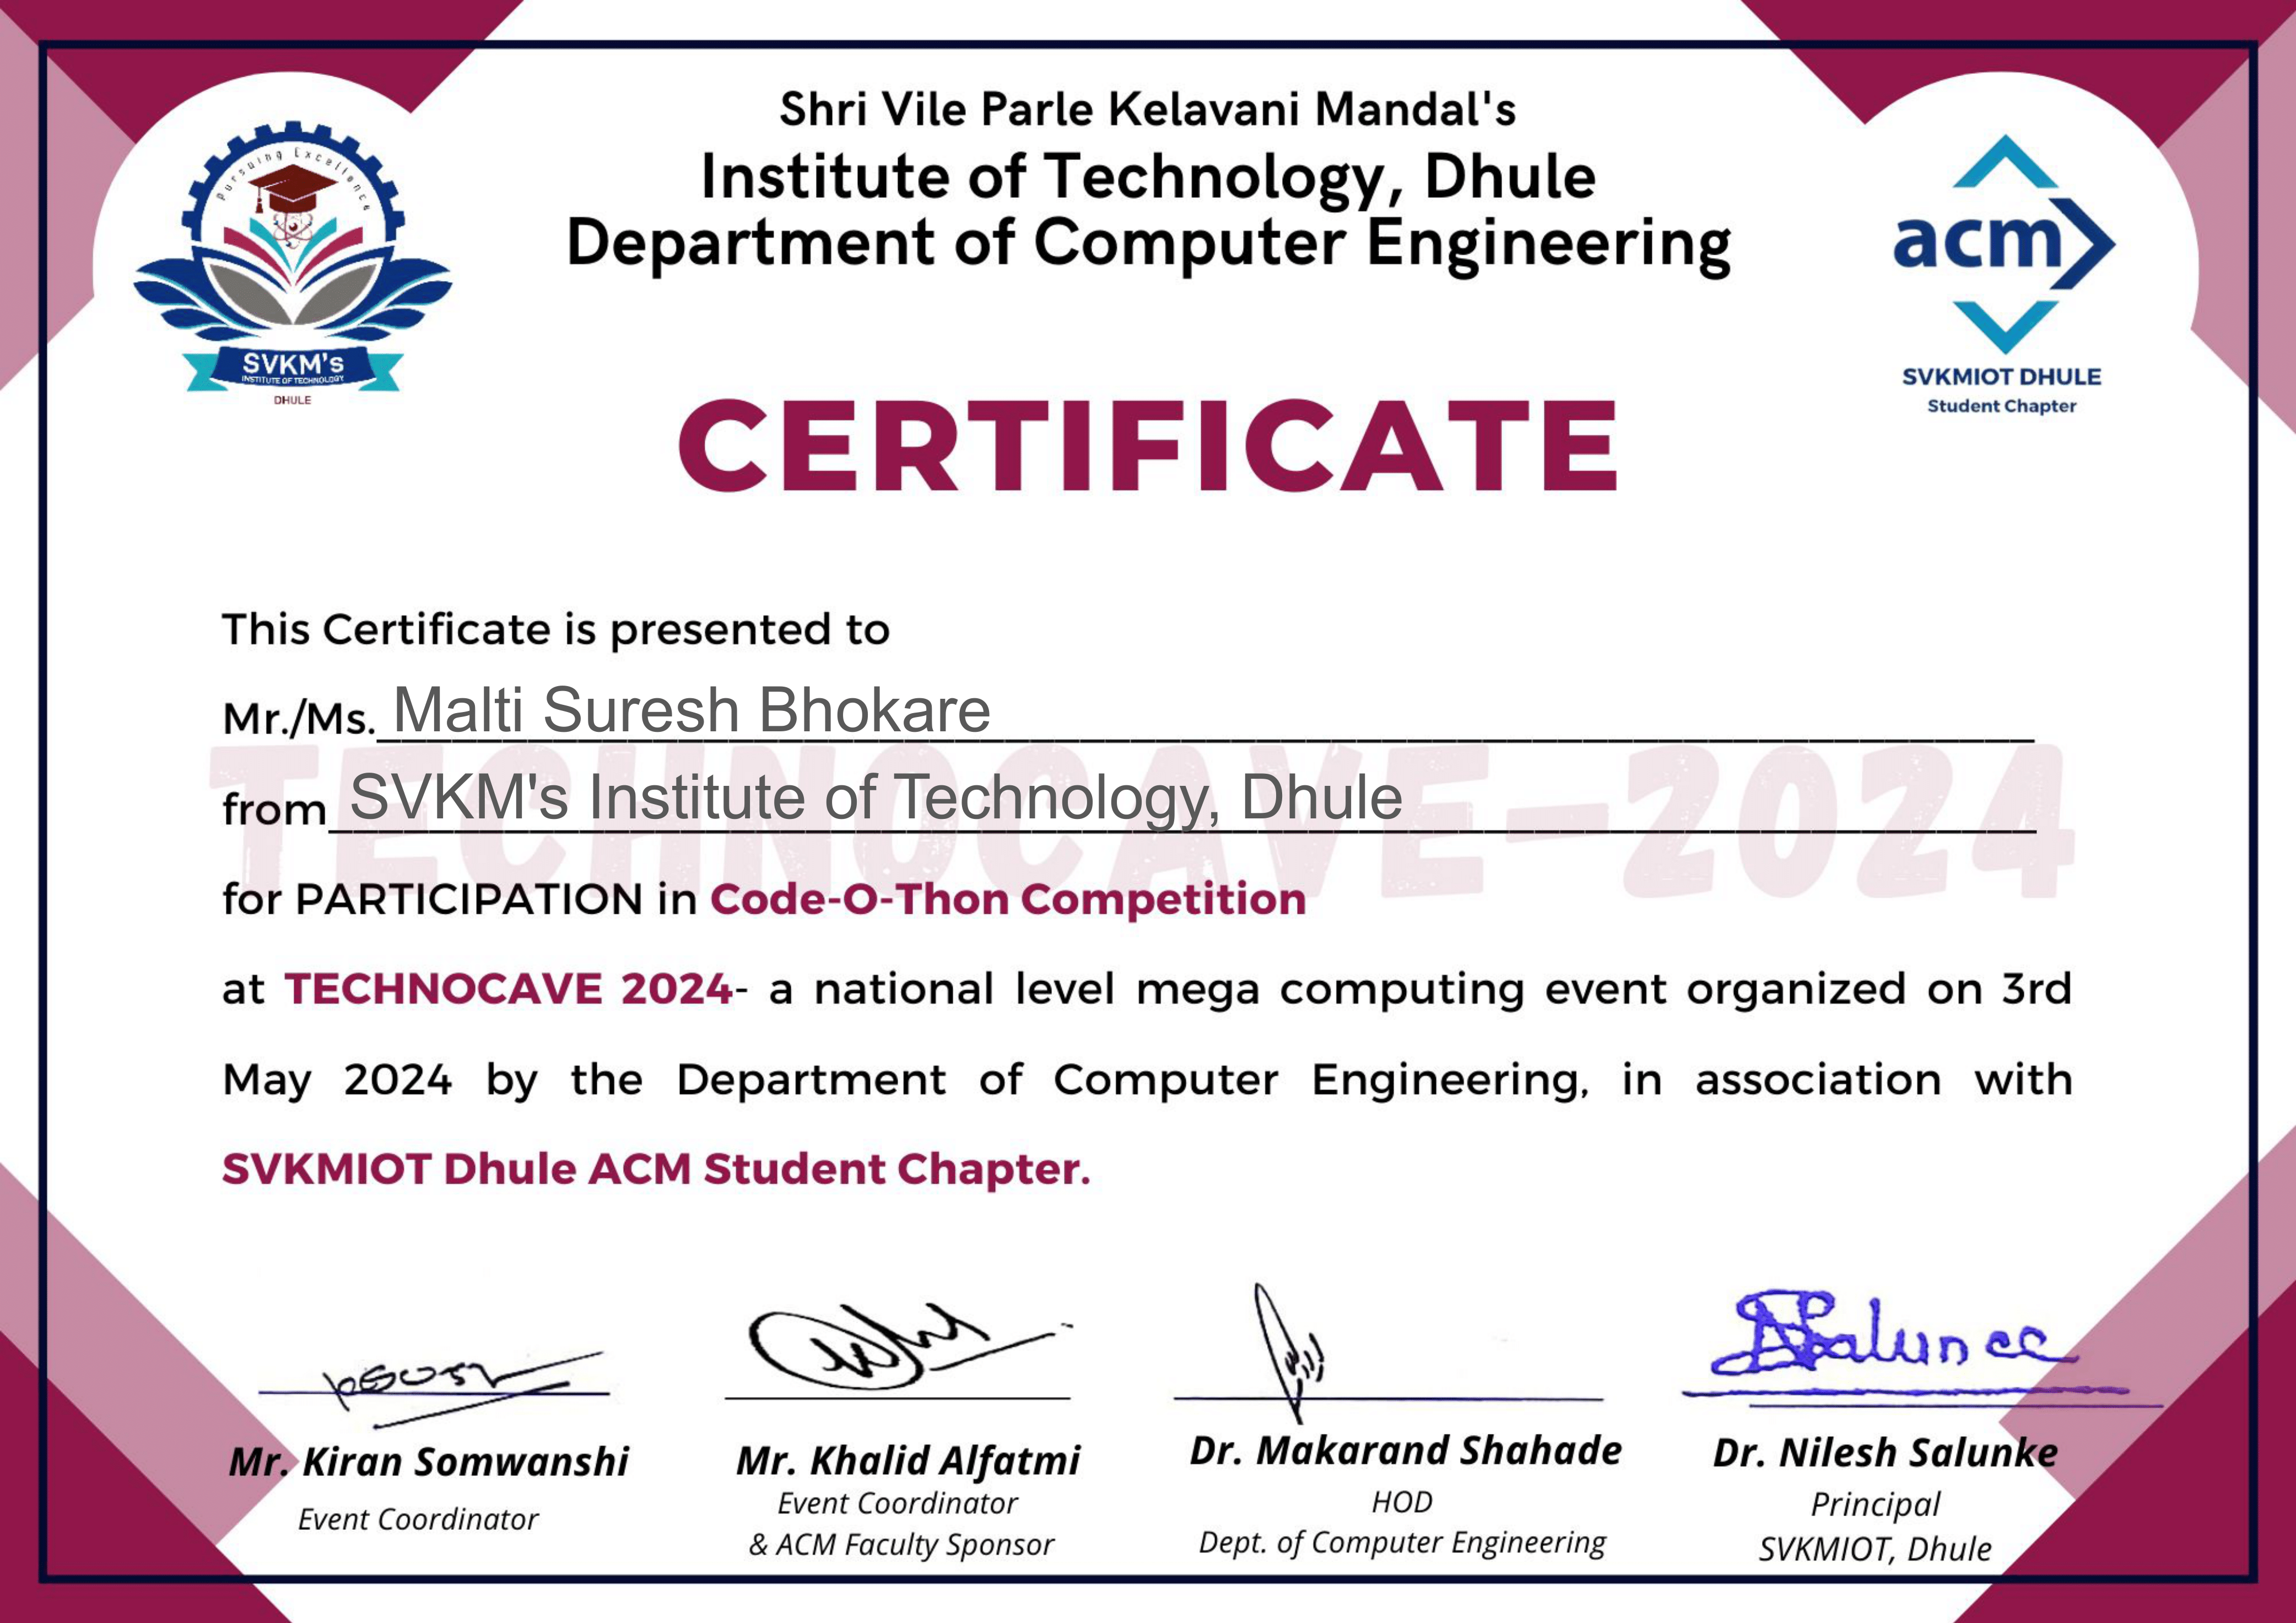 Shri Vile Parle Kelavani Mandal's
Institute of Technology, Dhule
Department of Computer Engineering
Pursuing Excellence
SVKM's
INSTITUTE OF TECHNOLOGY
DHULE
acm
SVKMIOT DHULE
Student Chapter
CERTIFICATE
This Certificate is presented to
Mr./Ms. Malti Suresh Bhokare
TECHNOCAVE-2024
from SVKM's Institute of Technology, Dhule
for PARTICIPATION in Code-O-Thon Competition
at TECHNOCAVE 2024- a national level mega computing event organized on 3rd
May 2024 by the Department of Computer Engineering, in association with
SVKMIOT Dhule ACM Student Chapter.
Salunee
Mr. Kiran Somwanshi
Event Coordinator
Mr. Khalid Alfatmi
Event Coordinator
& ACM Faculty Sponsor
Dr. Makarand Shahade
HOD
Dept. of Computer Engineering
Dr. Nilesh Salunke
Principal
SVKMIOT, Dhule